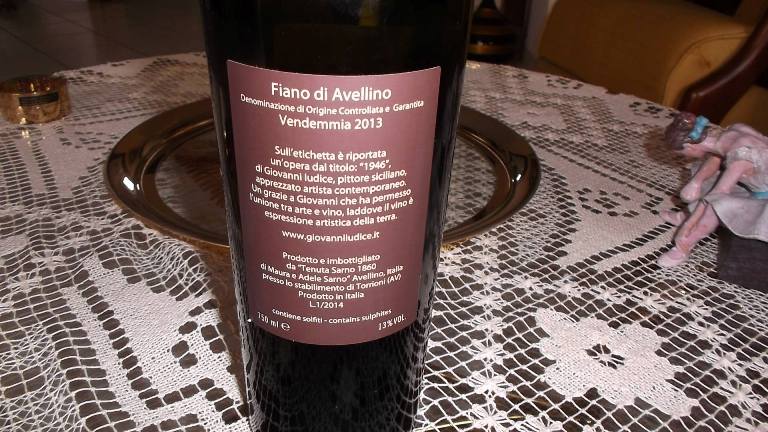 Fiano di Avellino
Denominazione di Origine Controllata e Garantita
Vendemmia 2013
Sull'etichetta è riportata
un'opera dal titolo: "1946",
di Giovanni Iudice, pittore siciliano,
apprezzato artista contemporaneo.
Un grazie a Giovanni che ha permesso
l'unione tra arte e vino, laddove il vino è
espressione artistica della terra.
www.giovanniiudice.it
Prodotto e imbottigliato
da "Tenuta Sarno 1860
di Maura e Adele Sarno" Avellino, Italia
presso lo stabilimento di Torrioni (AV)
Prodotto in Italia
L.1/2014
contiene solfiti - contains sulphites
750 ml e 13% VOL.